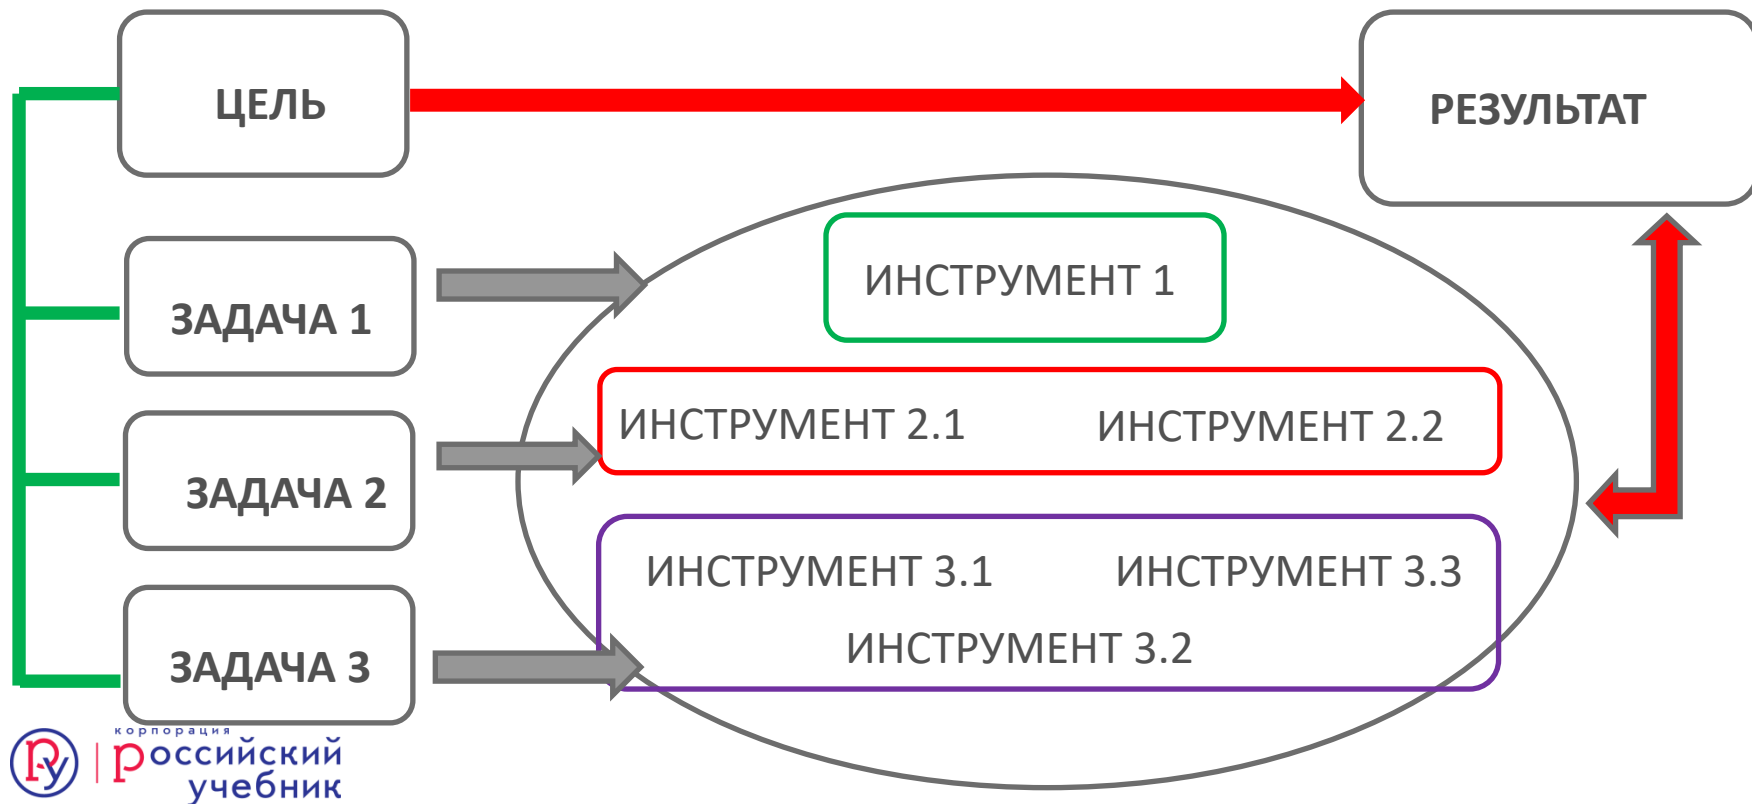 ЦЕЛЬ
РЕЗУЛЬТАТ
ЗАДАЧА 1
ИНСТРУМЕНТ 1
ЗАДАЧА 2
ИНСТРУМЕНТ 2.1 ИНСТРУМЕНТ 2.2
ИНСТРУМЕНТ 3.1 ИНСТРУМЕНТ 3.3
ИНСТРУМЕНТ 3.2
ЗАДАЧА 3
Ру
корпорация
российский
учебник